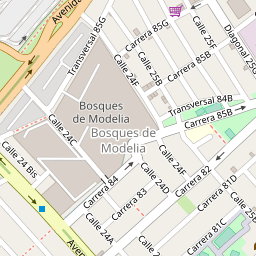 Avenida
Transversal 85G
Carrera 85G
Calle 25F
Diagonal 25G
Calle 24F
Calle 25B
Carrera 85B
Transversal 84B
Carrera 85B
Bosques
de Modelia
Bosques de
Modelia
Calle 24C
Calle 24 Bis
Calle 24F
Carrera 82
Calle 24D
Carrera 84
Carrera 83
Carrera 81D
Calle 24A
Calle 25
Carrera 81C